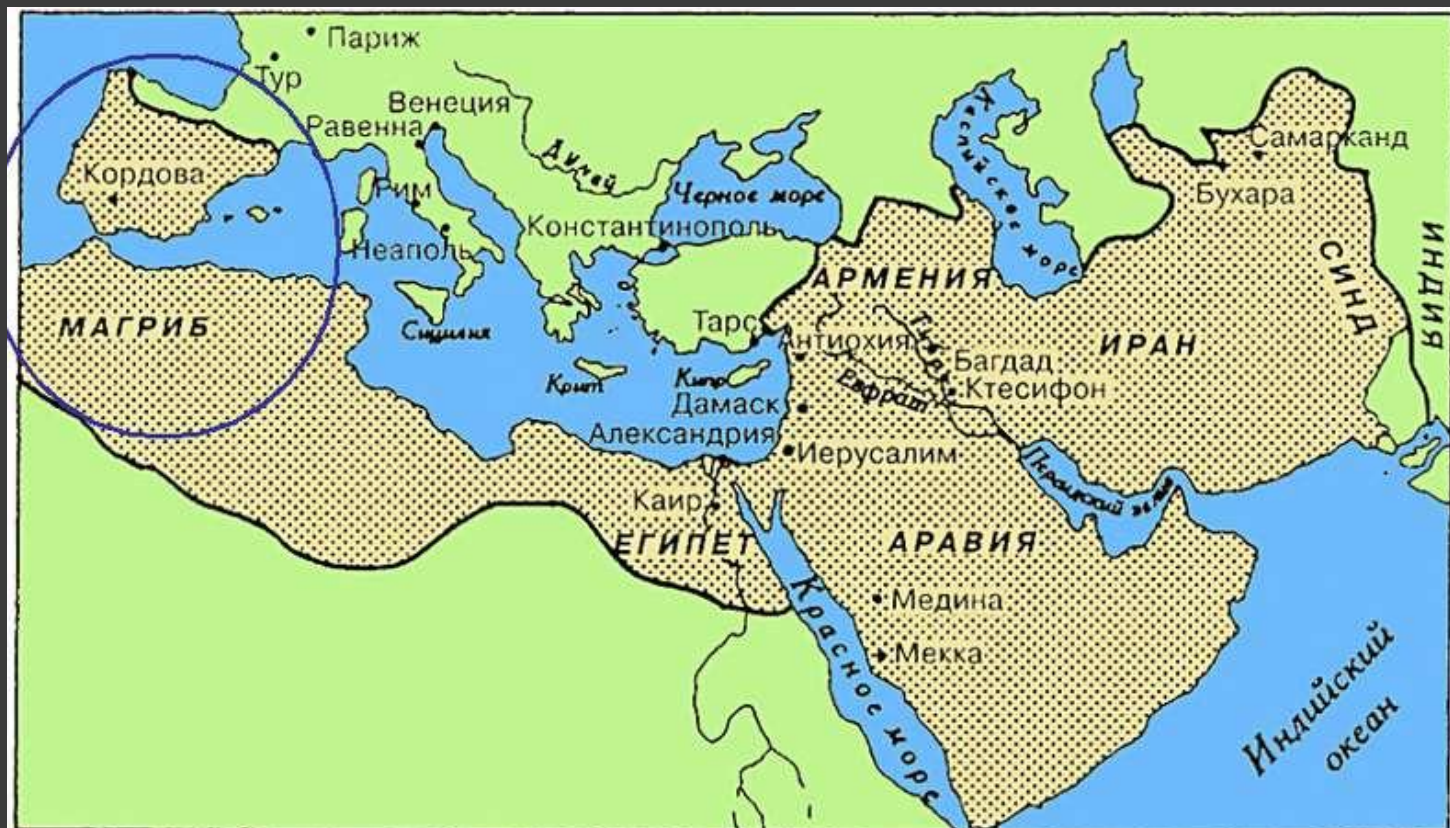 Париж
Тур
Венеция
Равенна
Дунай
Каспийское море
Самарканд
Кордова
Рим
Черное море
Бухара
Константинополь
Неаполь
ИНДИЯ
СИНД
АРМЕНИЯ
МАГРИБ
Сицилия
Тарс
Тигр
Антиохия
ИРАН
Багдад
Крит
Кипр
Евфрат
Ктесифон
Дамаск
Александрия
Иерусалим
Персидский залив
Каир
ЕГИПЕТ
АРАВИЯ
Красное море
Медина
Мекка
Индийский
океан